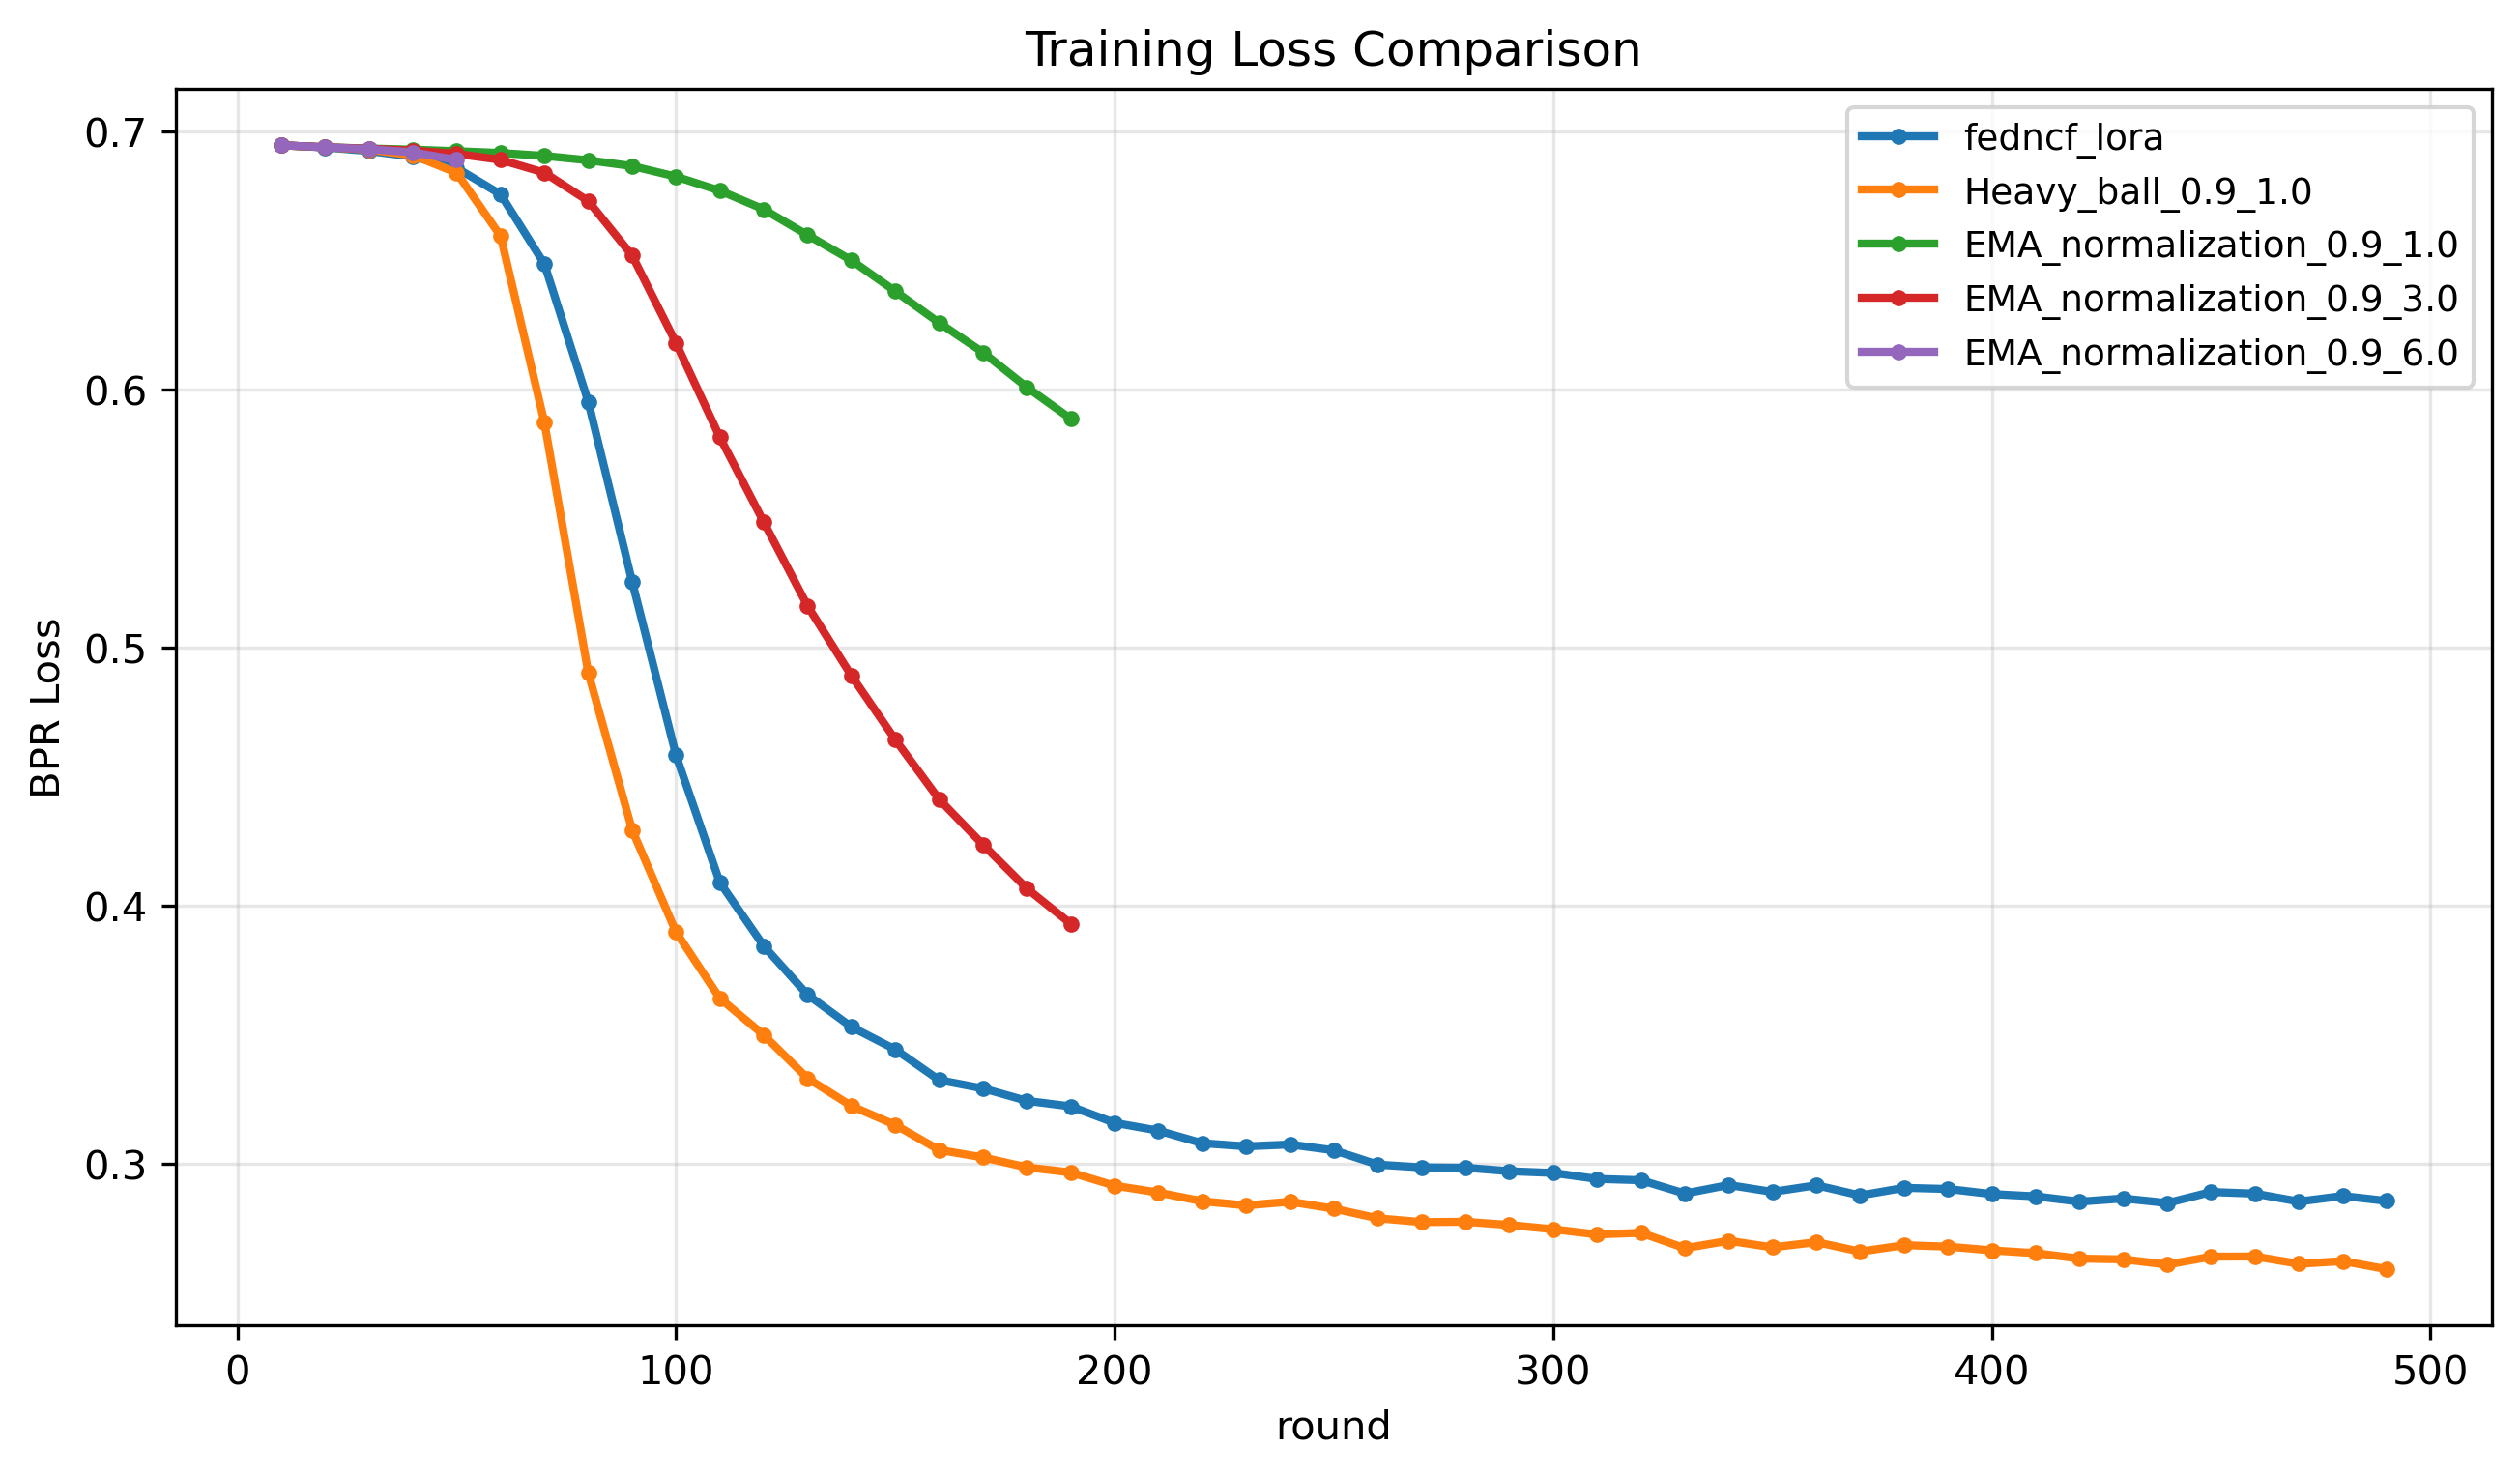 Training Loss Comparison
fedncf_lora
Heavy_ball_0.9_1.0
EMA_normalization_0.9_1.0
EMA_normalization_0.9_3.0
EMA_normalization_0.9_6.0
BPR Loss
0.7
0.6
0.5
0.4
0.3
0 100 200 300 400 500
round